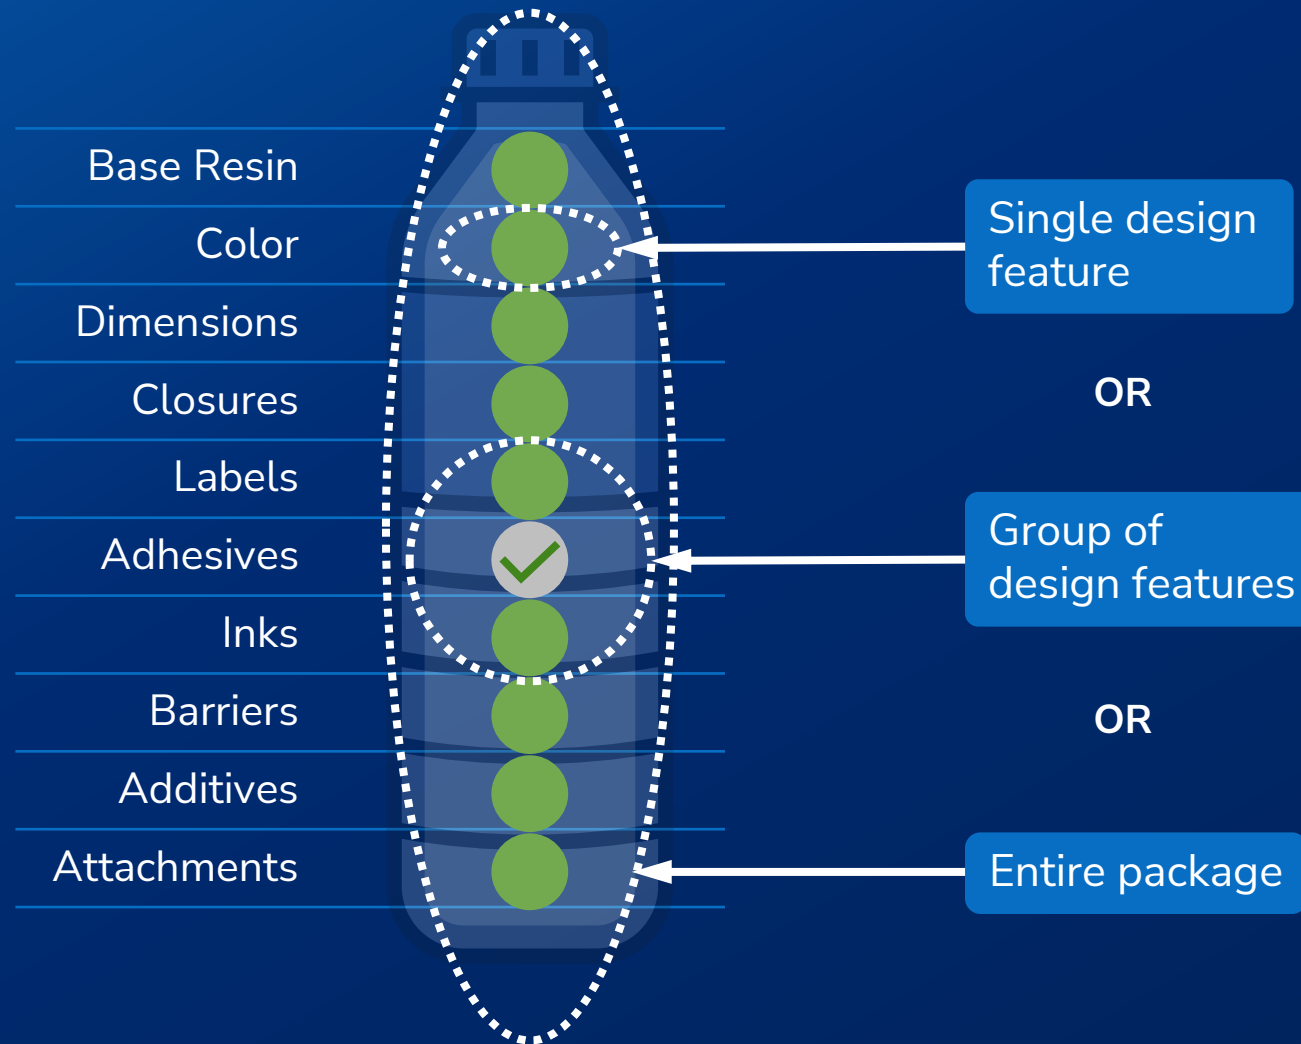 Base Resin
Color
Dimensions
Closures
Labels
Adhesives
Inks
Barriers
Additives
Attachments
Single design
feature
OR
Group of
design features
OR
Entire package